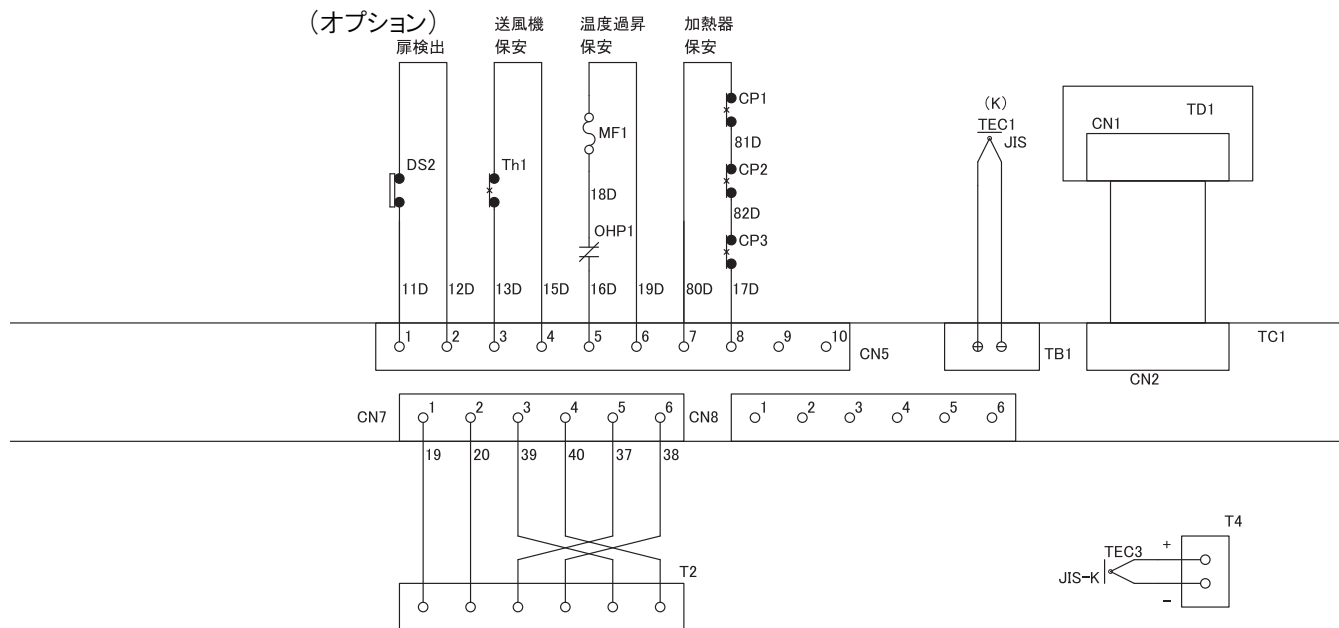 （オプション）
扉検出
送風機
保安
温度過昇
保安
加熱器
保安
DS2
Th1
MF1
18D
OHP1
CP1
81D
CP2
82D
CP3
11D
12D
13D
15D
16D
19D
80D
17D
（K）
TEC1
JIS
CN1
TD1
1 2 3 4 5 6 7 8 9 10
CN5
TB1
CN2
TC1
CN7
1 2 3 4 5 6
CN8
1 2 3 4 5 6
19 20 39 40 37 38
T2
T4
TEC3
+
JIS-K
−